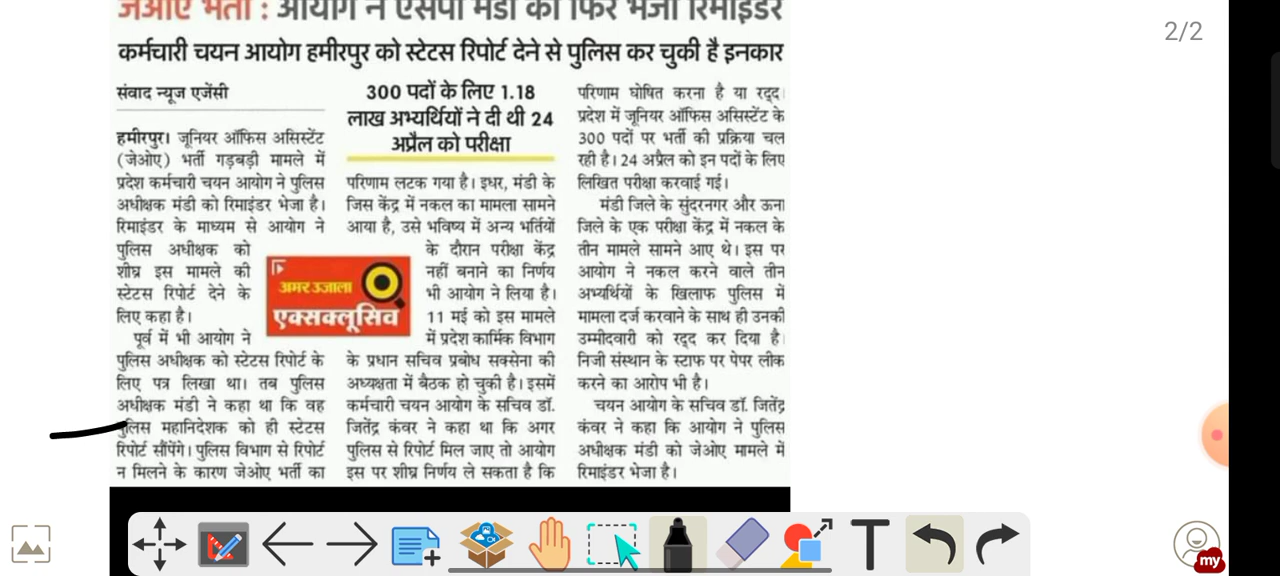 जेओए भर्ती : आयोग ने एसपी मंडी को फिर भेजा रिमाइंडर
कर्मचारी चयन आयोग हमीरपुर को स्टेटस रिपोर्ट देने से पुलिस कर चुकी है इनकार
संवाद न्यूज एजेंसी
हमीरपुर। जूनियर ऑफिस असिस्टेंट
(जेओए) भर्ती गड़बड़ी मामले में
प्रदेश कर्मचारी चयन आयोग ने पुलिस
अधीक्षक मंडी को रिमाइंडर भेजा है।
रिमाइंडर के माध्यम से आयोग ने
पुलिस अधीक्षक को
शीघ्र इस मामले की
स्टेटस रिपोर्ट देने के
लिए कहा है।
पूर्व में भी आयोग ने
पुलिस अधीक्षक को स्टेटस रिपोर्ट के
लिए पत्र लिखा था। तब पुलिस
अधीक्षक मंडी ने कहा था कि वह
पुलिस महानिदेशक को ही स्टेटस
रिपोर्ट सौंपेंगे। पुलिस विभाग से रिपोर्ट
न मिलने के कारण जेओए भर्ती का
300 पदों के लिए 1.18
लाख अभ्यर्थियों ने दी थी 24
अप्रैल को परीक्षा
परिणाम लटक गया है। इधर, मंडी के
जिस केंद्र में नकल का मामला सामने
आया है, उसे भविष्य में अन्य भर्तियों
के दौरान परीक्षा केंद्र
नहीं बनाने का निर्णय
भी आयोग ने लिया है।
11 मई को इस मामले
में प्रदेश कार्मिक विभाग
के प्रधान सचिव प्रबोध सक्सेना की
अध्यक्षता में बैठक हो चुकी है। इसमें
कर्मचारी चयन आयोग के सचिव डॉ.
जितेंद्र कंवर ने कहा था कि अगर
पुलिस से रिपोर्ट मिल जाए तो आयोग
इस पर शीघ्र निर्णय ले सकता है कि
अमर उजाला
एक्सक्लूसिव
परिणाम घोषित करना है या रद्द।
प्रदेश में जूनियर ऑफिस असिस्टेंट के
300 पदों पर भर्ती की प्रक्रिया चल
रही है। 24 अप्रैल को इन पदों के लिए
लिखित परीक्षा करवाई गई।
मंडी जिले के सुंदरनगर और ऊना
जिले के एक परीक्षा केंद्र में नकल के
तीन मामले सामने आए थे। इस पर
आयोग ने नकल करने वाले तीन
अभ्यर्थियों के खिलाफ पुलिस में
मामला दर्ज करवाने के साथ ही उनकी
उम्मीदवारी को रद्द कर दिया है।
निजी संस्थान के स्टाफ पर पेपर लीक
करने का आरोप भी है।
चयन आयोग के सचिव डॉ. जितेंद्र
कंवर ने कहा कि आयोग ने पुलिस
अधीक्षक मंडी को जेओए मामले में
रिमाइंडर भेजा है।
2/2
T
my